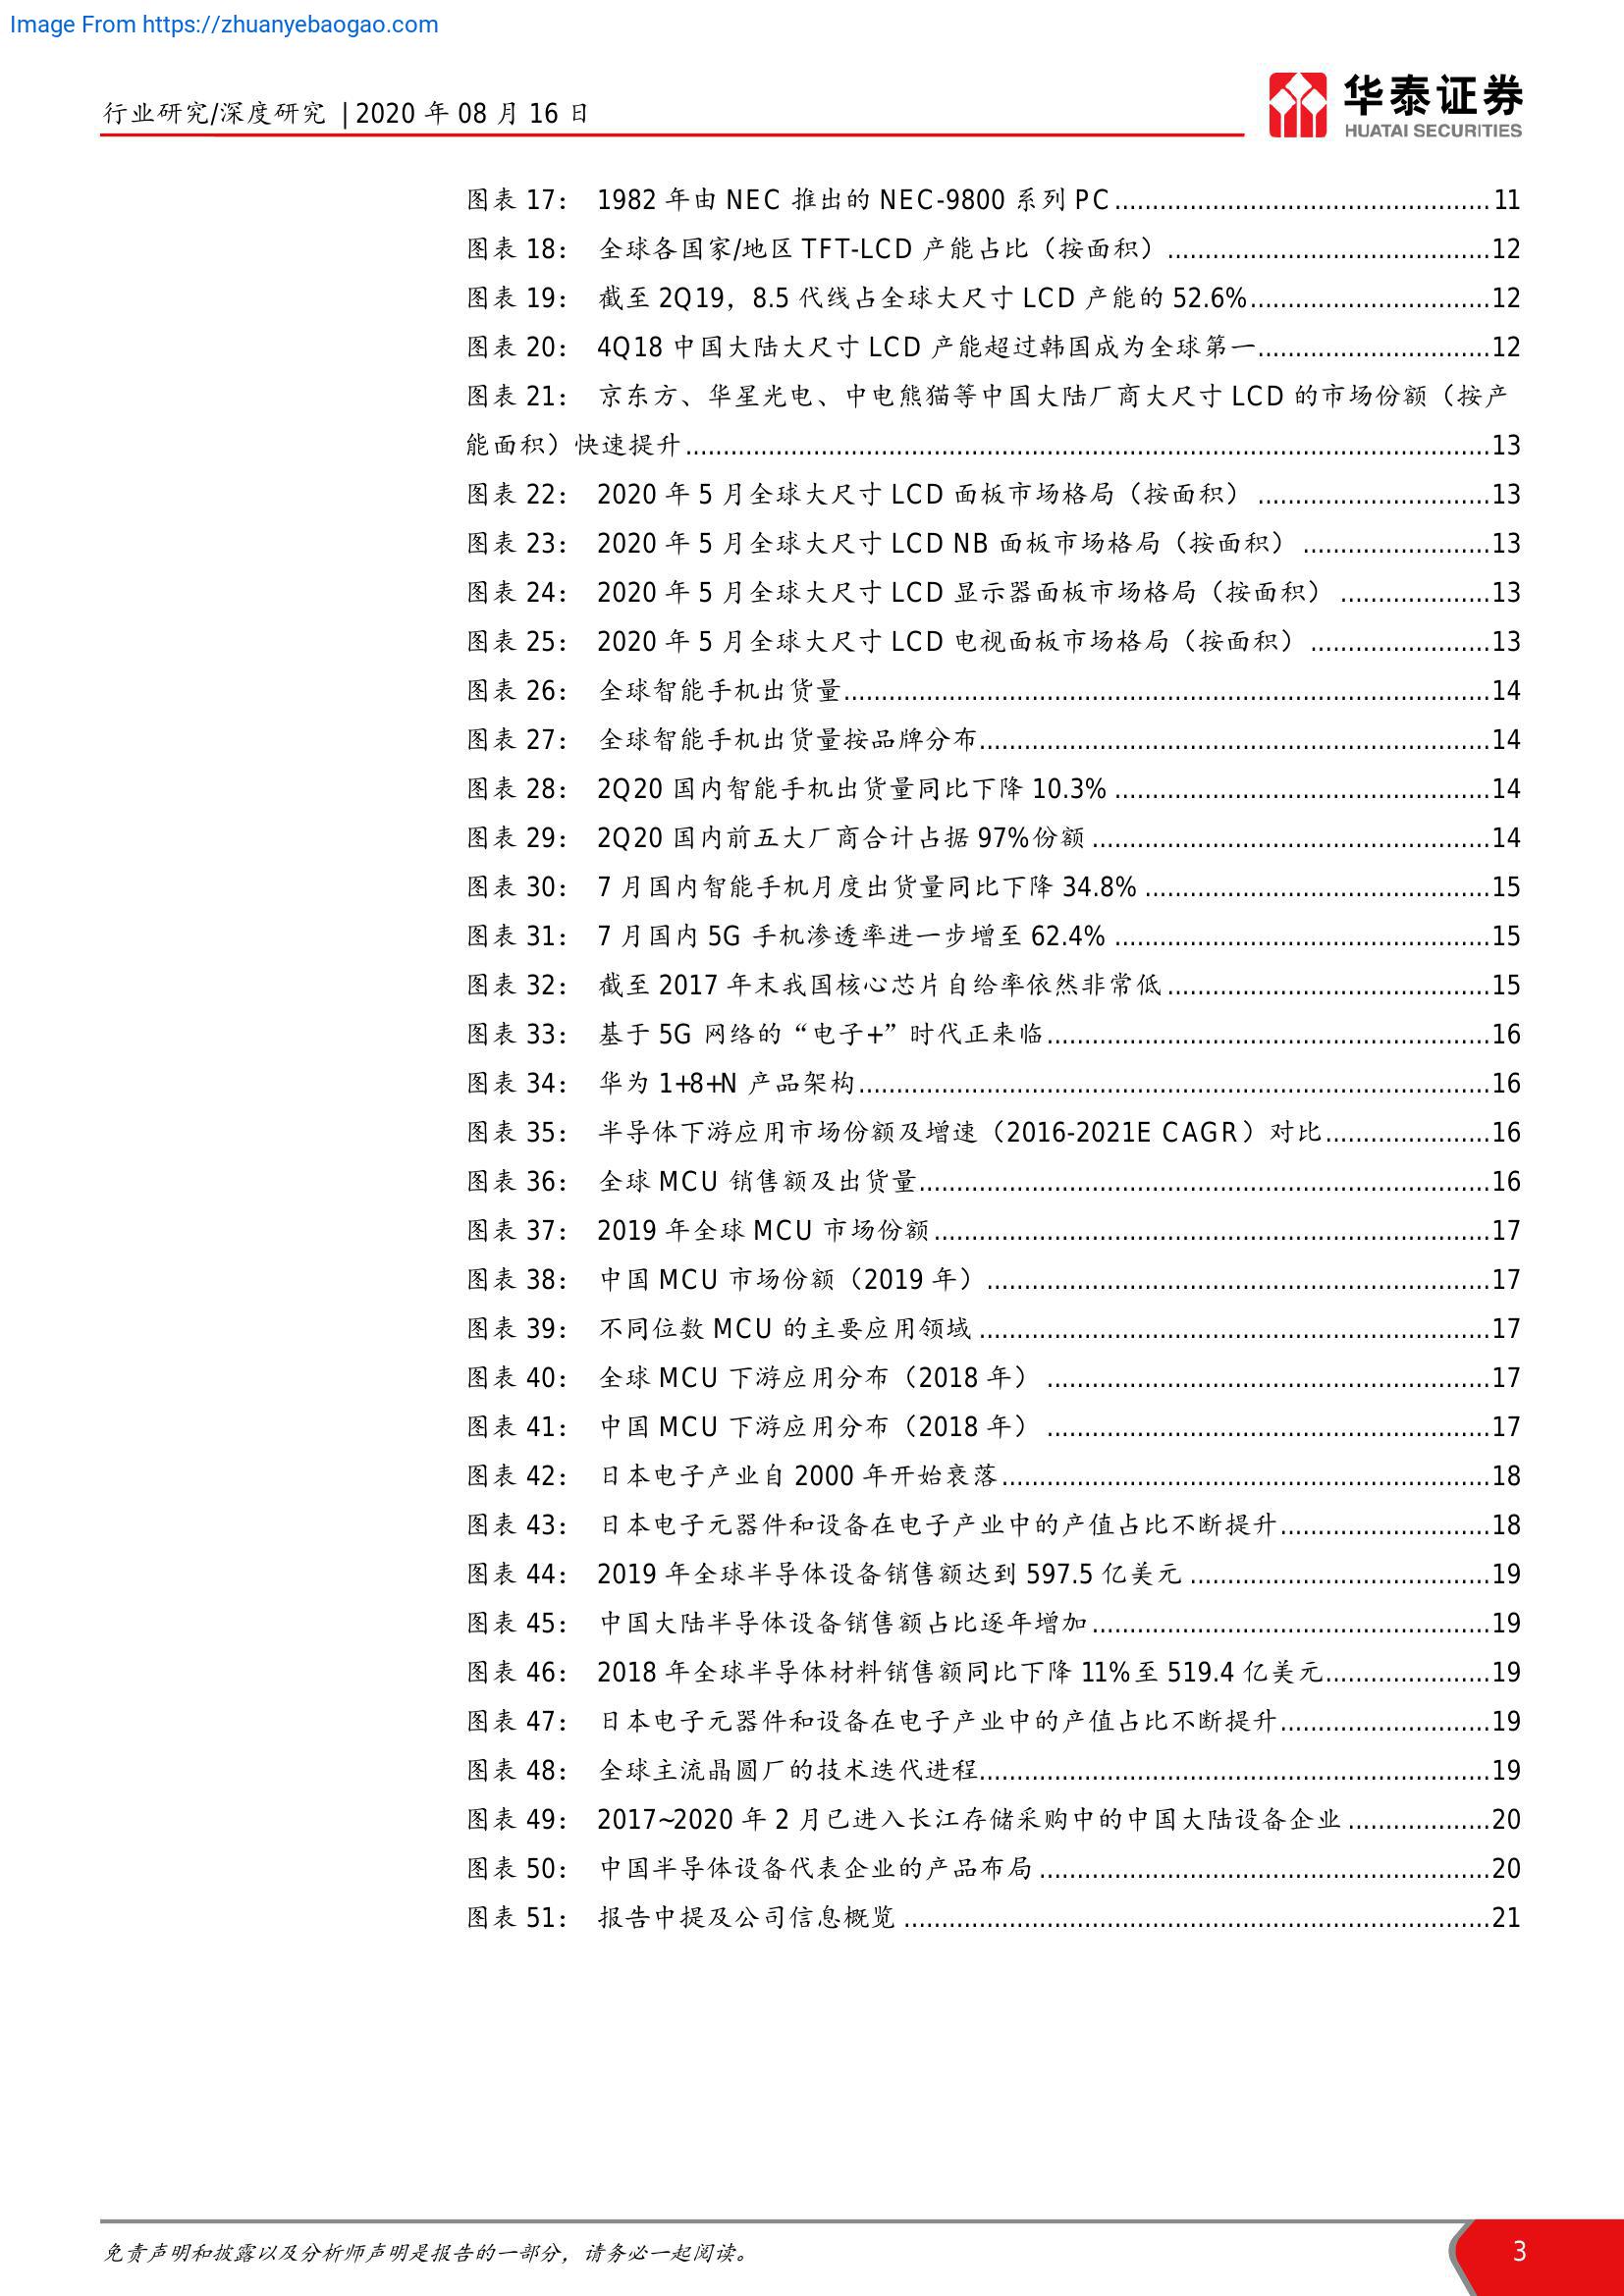 Image From https://zhuanyebaogao.com
行业研究/深度研究 | 2020 年 08 月 16 日
华泰证券
HUATAI SECURITIES
图表 17： 1982 年由 NEC 推出的 NEC-9800 系列 PC 11
图表 18： 全球各国家/地区 TFT-LCD 产能占比（按面积） 12
图表 19： 截至 2Q19，8.5 代线占全球大尺寸 LCD 产能的 52.6% 12
图表 20： 4Q18 中国大陆大尺寸 LCD 产能超过韩国成为全球第一 12
图表 21： 京东方、华星光电、中电熊猫等中国大陆厂商大尺寸 LCD 的市场份额（按产
能面积）快速提升 13
图表 22： 2020 年 5 月全球大尺寸 LCD 面板市场格局（按面积） 13
图表 23： 2020 年 5 月全球大尺寸 LCD NB 面板市场格局（按面积） 13
图表 24： 2020 年 5 月全球大尺寸 LCD 显示器面板市场格局（按面积） 13
图表 25： 2020 年 5 月全球大尺寸 LCD 电视面板市场格局（按面积） 13
图表 26： 全球智能手机出货量 14
图表 27： 全球智能手机出货量按品牌分布 14
图表 28： 2Q20 国内智能手机出货量同比下降 10.3% 14
图表 29： 2Q20 国内前五大厂商合计占据 97%份额 14
图表 30： 7 月国内智能手机月度出货量同比下降 34.8% 15
图表 31： 7 月国内 5G 手机渗透率进一步增至 62.4% 15
图表 32： 截至 2017 年末我国核心芯片自给率依然非常低 15
图表 33： 基于 5G 网络的“电子+”时代正来临 16
图表 34： 华为 1+8+N 产品架构 16
图表 35： 半导体下游应用市场份额及增速（2016-2021E CAGR）对比 16
图表 36： 全球 MCU 销售额及出货量 16
图表 37： 2019 年全球 MCU 市场份额 17
图表 38： 中国 MCU 市场份额（2019 年） 17
图表 39： 不同位数 MCU 的主要应用领域 17
图表 40： 全球 MCU 下游应用分布（2018 年） 17
图表 41： 中国 MCU 下游应用分布（2018 年） 17
图表 42： 日本电子产业自 2000 年开始衰落 18
图表 43： 日本电子元器件和设备在电子产业中的产值占比不断提升 18
图表 44： 2019 年全球半导体设备销售额达到 597.5 亿美元 19
图表 45： 中国大陆半导体设备销售额占比逐年增加 19
图表 46： 2018 年全球半导体材料销售额同比下降 11%至 519.4 亿美元 19
图表 47： 日本电子元器件和设备在电子产业中的产值占比不断提升 19
图表 48： 全球主流晶圆厂的技术迭代进程 19
图表 49： 2017~2020 年 2 月已进入长江存储采购中的中国大陆设备企业 20
图表 50： 中国半导体设备代表企业的产品布局 20
图表 51： 报告中提及公司信息概览 21
免责声明和披露以及分析师声明是报告的一部分，请务必一起阅读。
3